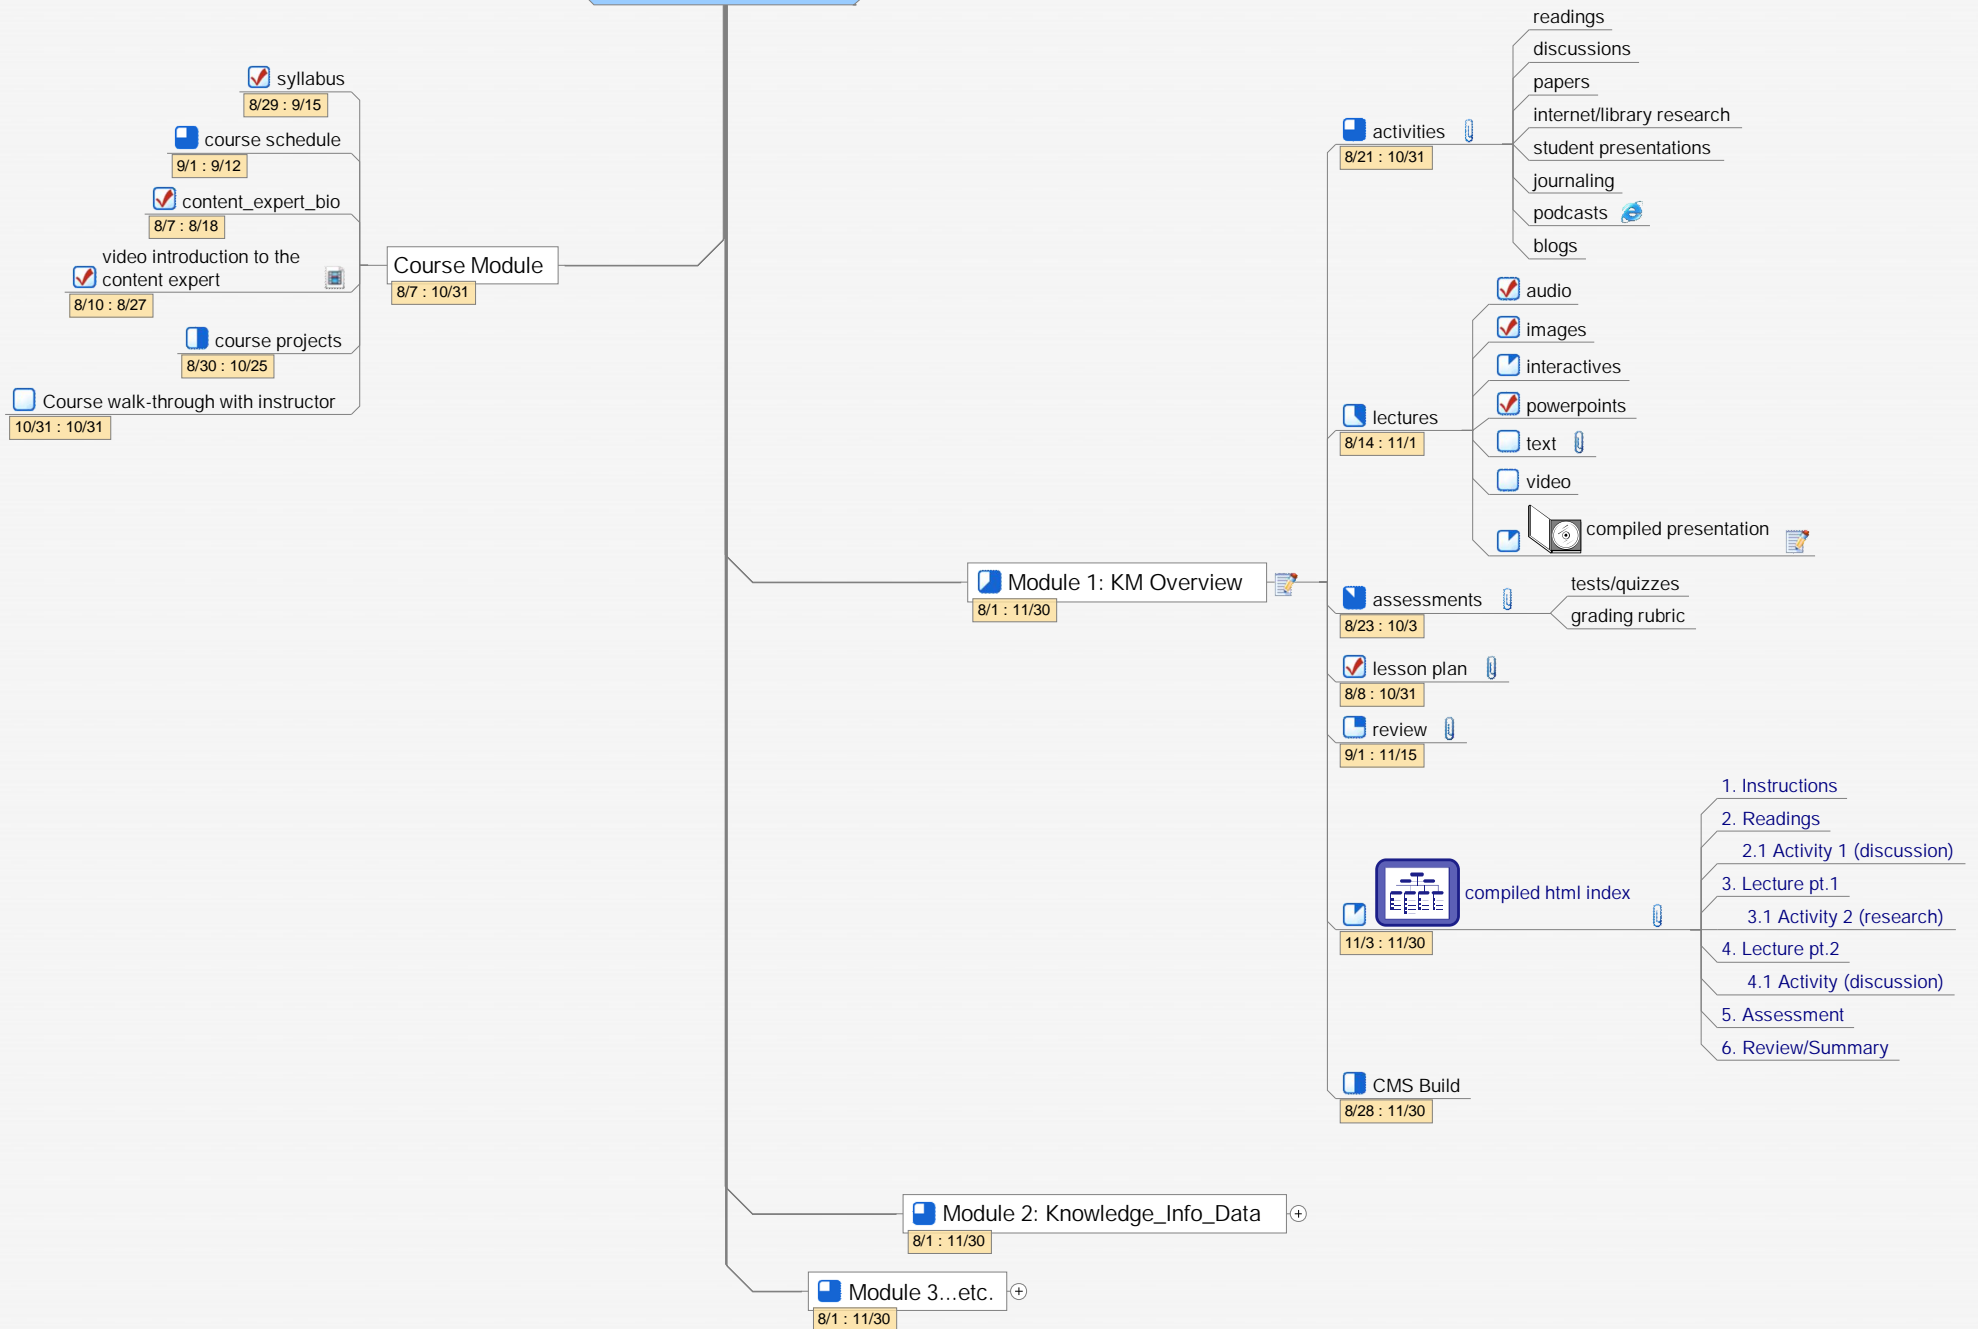 syllabus
8/29 : 9/15
course schedule
9/1 : 9/12
content_expert_bio
8/7 : 8/18
video introduction to the
content expert
8/10 : 8/27
course projects
8/30 : 10/25
Course walk-through with instructor
10/31 : 10/31
Course Module
8/7 : 10/31
Module 1: KM Overview
8/1 : 11/30
activities
8/21 : 10/31
readings
discussions
papers
internet/library research
student presentations
journaling
podcasts
blogs
lectures
8/14 : 11/1
audio
images
interactives
powerpoints
text
video
compiled presentation
assessments
8/23 : 10/3
tests/quizzes
grading rubric
lesson plan
8/8 : 10/31
review
9/1 : 11/15
compiled html index
11/3 : 11/30
1. Instructions
2. Readings
2.1 Activity 1 (discussion)
3. Lecture pt.1
3.1 Activity 2 (research)
4. Lecture pt.2
4.1 Activity (discussion)
5. Assessment
6. Review/Summary
CMS Build
8/28 : 11/30
Module 2: Knowledge_Info_Data
8/1 : 11/30
Module 3...etc.
8/1 : 11/30